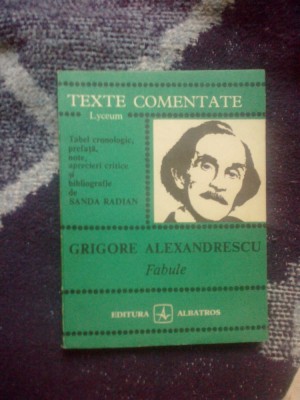 TEXTE COMENTATE
Lyceum
Tabel cronologic,
prefață,
note,
aprecieri critice
și
bibliografie
de
SANDA RADIAN
GRIGORE ALEXANDRESCU
Fabule
EDITURA ALBATROS